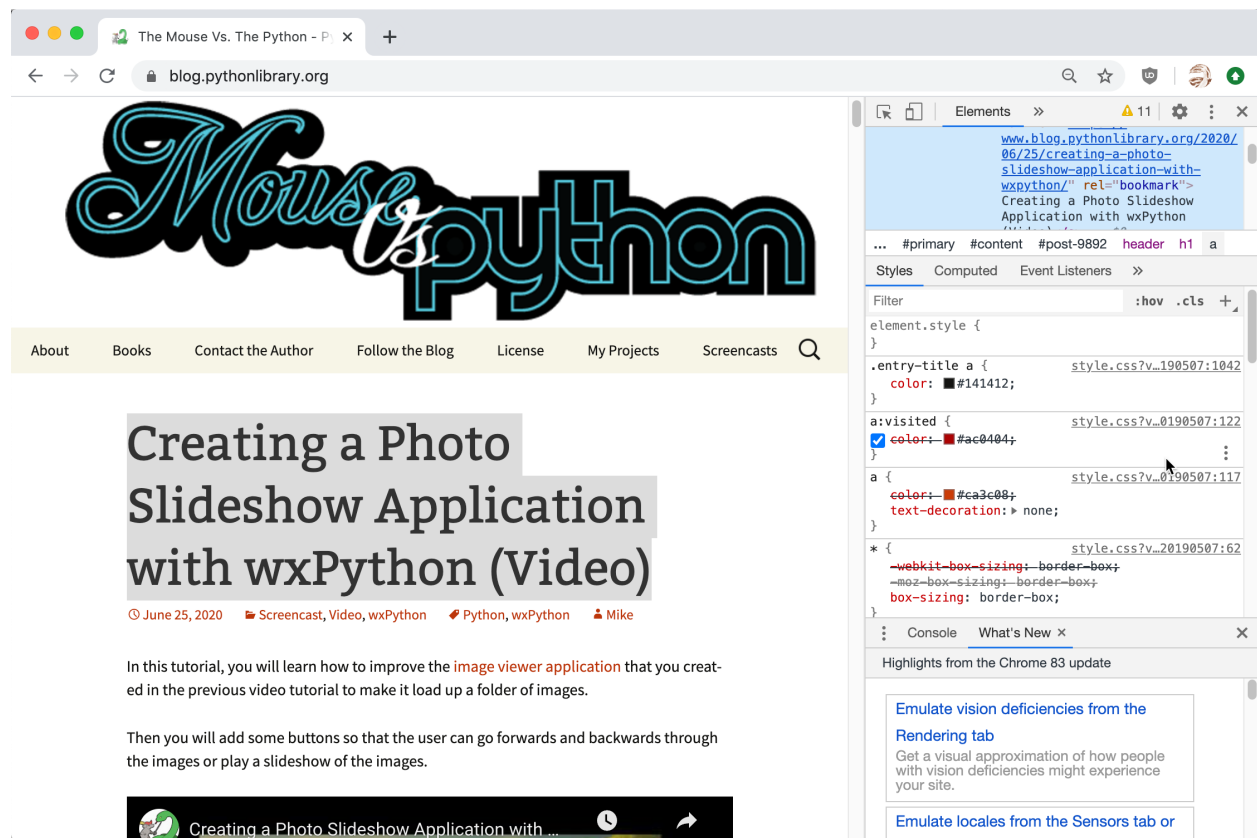 The Mouse Vs. The Python - P
blog.pythonlibrary.org
Mouse
Vs
python
About Books Contact the Author Follow the Blog License My Projects Screencasts
Creating a Photo
Slideshow Application
with wxPython (Video)
June 25, 2020 Screencast, Video, wxPython Python, wxPython Mike
In this tutorial, you will learn how to improve the image viewer application that you creat-
ed in the previous video tutorial to make it load up a folder of images.
Then you will add some buttons so that the user can go forwards and backwards through
the images or play a slideshow of the images.
Creating a Photo Slideshow Application with ...
Elements » 11
www.blog.pythonlibrary.org/2020/
06/25/creating-a-photo-
slideshow-application-with-
wxpython/" rel="bookmark">
Creating a Photo Slideshow
Application with wxPython
... #primary #content #post-9892 header h1 a
Styles Computed Event Listeners »
Filter :hov .cls +
element.style {
}
.entry-title a { style.css?v…190507:1042
color: #141412;
}
a:visited { style.css?v…0190507:122
color: #ac0404;
}
a { style.css?v…0190507:117
color: #ca3c08;
text-decoration: none;
}
* { style.css?v…20190507:62
-webkit-box-sizing: border-box;
-moz-box-sizing: border-box;
box-sizing: border-box;
}
Console What's New
Highlights from the Chrome 83 update
Emulate vision deficiencies from the
Rendering tab
Get a visual approximation of how people
with vision deficiencies might experience
your site.
Emulate locales from the Sensors tab or